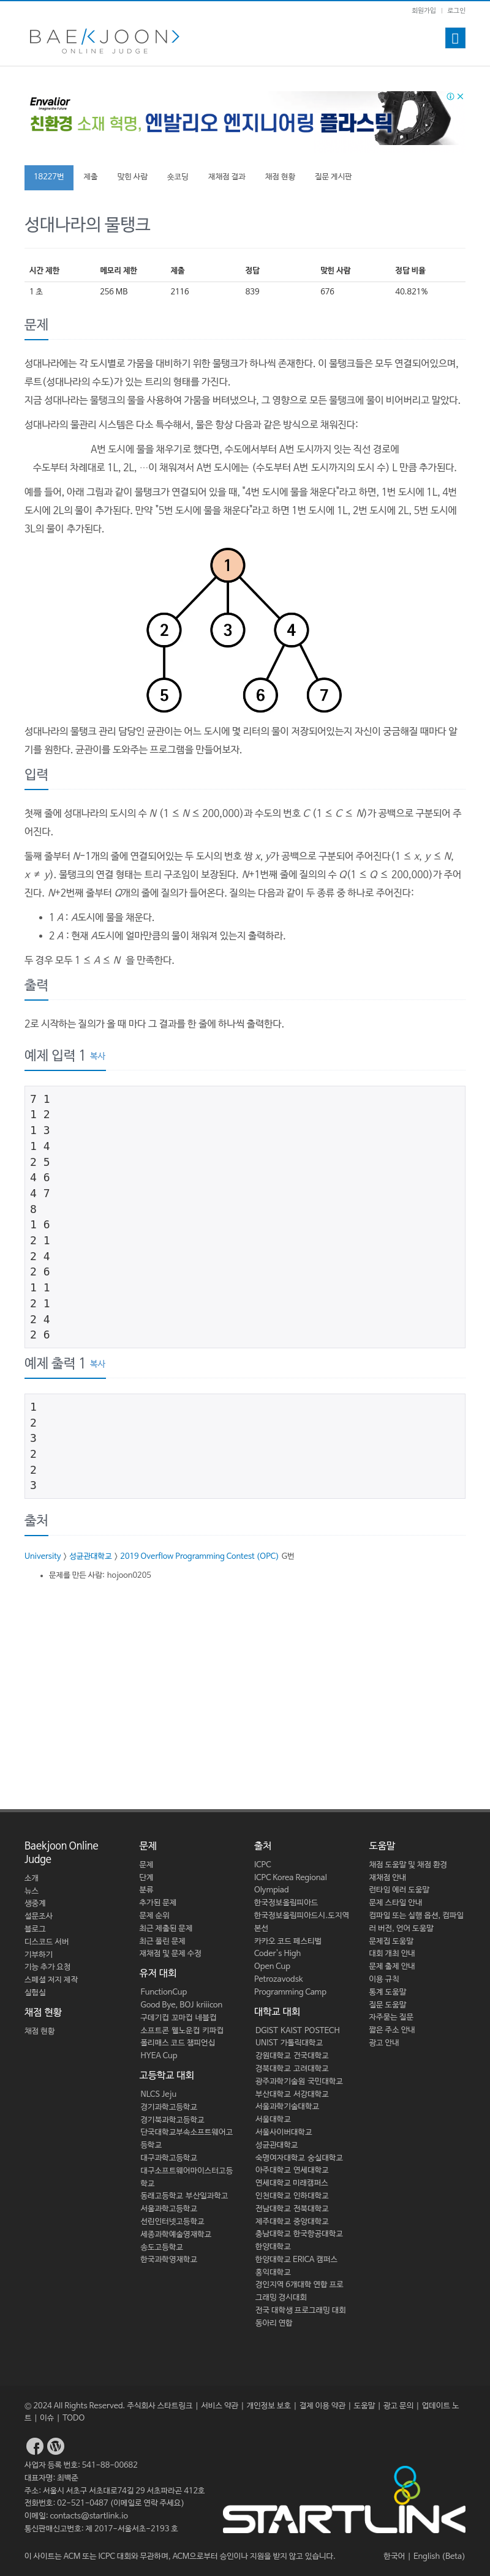 회원가입 | 로그인
BAEKJOON
ONLINE JUDGE
Envalior
Imagine the Future
친환경 소재 혁명, 엔발리오 엔지니어링 플라스틱
18227번 제출 맞힌 사람 숏코딩 재채점 결과 채점 현황 질문 게시판
성대나라의 물탱크
시간 제한 메모리 제한 제출 정답 맞힌 사람 정답 비율
1 초 256 MB 2116 839 676 40.821%
문제
성대나라에는 각 도시별로 가뭄을 대비하기 위한 물탱크가 하나씩 존재한다. 이 물탱크들은 모두 연결되어있으며,
루트(성대나라의 수도)가 있는 트리의 형태를 가진다.
지금 성대나라는 물탱크의 물을 사용하여 가뭄을 버텨냈으나, 그 영향으로 모든 물탱크에 물이 비어버리고 말았다.
성대나라의 물관리 시스템은 다소 특수해서, 물은 항상 다음과 같은 방식으로 채워진다:
A번 도시에 물을 채우기로 했다면, 수도에서부터 A번 도시까지 잇는 직선 경로에
수도부터 차례대로 1L, 2L, …이 채워져서 A번 도시에는 (수도부터 A번 도시까지의 도시 수) L 만큼 추가된다.
예를 들어, 아래 그림과 같이 물탱크가 연결되어 있을 때, "4번 도시에 물을 채운다"라고 하면, 1번 도시에 1L, 4번
도시에 2L의 물이 추가된다. 만약 "5번 도시에 물을 채운다"라고 하면 1번 도시에 1L, 2번 도시에 2L, 5번 도시에
3L의 물이 추가된다.
1
2 3 4
5 6 7
성대나라의 물탱크 관리 담당인 균관이는 어느 도시에 몇 리터의 물이 저장되어있는지 자신이 궁금해질 때마다 알
기를 원한다. 균관이를 도와주는 프로그램을 만들어보자.
입력
첫째 줄에 성대나라의 도시의 수 N (1 ≤ N ≤ 200,000)과 수도의 번호 C (1 ≤ C ≤ N)가 공백으로 구분되어 주
어진다.
둘째 줄부터 N-1개의 줄에 연결되어있는 두 도시의 번호 쌍 x, y가 공백으로 구분되어 주어진다(1 ≤ x, y ≤ N,
x ≠ y). 물탱크의 연결 형태는 트리 구조임이 보장된다. N+1번째 줄에 질의의 수 Q(1 ≤ Q ≤ 200,000)가 주어
진다. N+2번째 줄부터 Q개의 줄에 질의가 들어온다. 질의는 다음과 같이 두 종류 중 하나로 주어진다:
• 1 A : A도시에 물을 채운다.
• 2 A : 현재 A도시에 얼마만큼의 물이 채워져 있는지 출력하라.
두 경우 모두 1 ≤ A ≤ N 을 만족한다.
출력
2로 시작하는 질의가 올 때 마다 그 결과를 한 줄에 하나씩 출력한다.
예제 입력 1 복사
7 1
1 2
1 3
1 4
2 5
4 6
4 7
8
1 6
2 1
2 4
2 6
1 1
2 1
2 4
2 6
예제 출력 1 복사
1
2
3
2
2
3
출처
University > 성균관대학교 > 2019 Overflow Programming Contest (OPC) G번
• 문제를 만든 사람: hojoon0205
Baekjoon Online
Judge
소개
뉴스
생중계
설문조사
블로그
디스코드 서버
기부하기
기능 추가 요청
스페셜 저지 제작
실험실
채점 현황
채점 현황
문제
문제
단계
분류
추가된 문제
문제 순위
최근 제출된 문제
최근 풀린 문제
재채점 및 문제 수정
유저 대회
FunctionCup
Good Bye, BOJ kriiicon
구데기컵 꼬마컵 네블컵
소프트콘 웰노운컵 키파컵
폴리매스 코드 챔피언십
HYEA Cup
고등학교 대회
NLCS Jeju
경기과학고등학교
경기북과학고등학교
단국대학교부속소프트웨어고
등학교
대구과학고등학교
대구소프트웨어마이스터고등
학교
동래고등학교 부산일과학고
서울과학고등학교
선린인터넷고등학교
세종과학예술영재학교
송도고등학교
한국과학영재학교
출처
ICPC
ICPC Korea Regional
Olympiad
한국정보올림피아드
한국정보올림피아드시.도지역
본선
카카오 코드 페스티벌
Coder's High
Open Cup
Petrozavodsk
Programming Camp
대학교 대회
DGIST KAIST POSTECH
UNIST 가톨릭대학교
강원대학교 건국대학교
경북대학교 고려대학교
광주과학기술원 국민대학교
부산대학교 서강대학교
서울과학기술대학교
서울대학교
서울사이버대학교
성균관대학교
숙명여자대학교 숭실대학교
아주대학교 연세대학교
연세대학교 미래캠퍼스
인천대학교 인하대학교
전남대학교 전북대학교
제주대학교 중앙대학교
충남대학교 한국항공대학교
한양대학교
한양대학교 ERICA 캠퍼스
홍익대학교
경인지역 6개대학 연합 프로
그래밍 경시대회
전국 대학생 프로그래밍 대회
동아리 연합
도움말
채점 도움말 및 채점 환경
재채점 안내
런타임 에러 도움말
문제 스타일 안내
컴파일 또는 실행 옵션, 컴파일
러 버전, 언어 도움말
문제집 도움말
대회 개최 안내
문제 출제 안내
이용 규칙
통계 도움말
질문 도움말
자주묻는 질문
짧은 주소 안내
광고 안내
© 2024 All Rights Reserved. 주식회사 스타트링크 | 서비스 약관 | 개인정보 보호 | 결제 이용 약관 | 도움말 | 광고 문의 | 업데이트 노
트 | 이슈 | TODO
사업자 등록 번호: 541-88-00682
대표자명: 최백준
주소: 서울시 서초구 서초대로74길 29 서초파라곤 412호
전화번호: 02-521-0487 (이메일로 연락 주세요)
이메일: contacts@startlink.io
통신판매신고번호: 제 2017-서울서초-2193 호
STARTLINK
이 사이트는 ACM 또는 ICPC 대회와 무관하며, ACM으로부터 승인이나 지원을 받지 않고 있습니다.
한국어 | English (Beta)